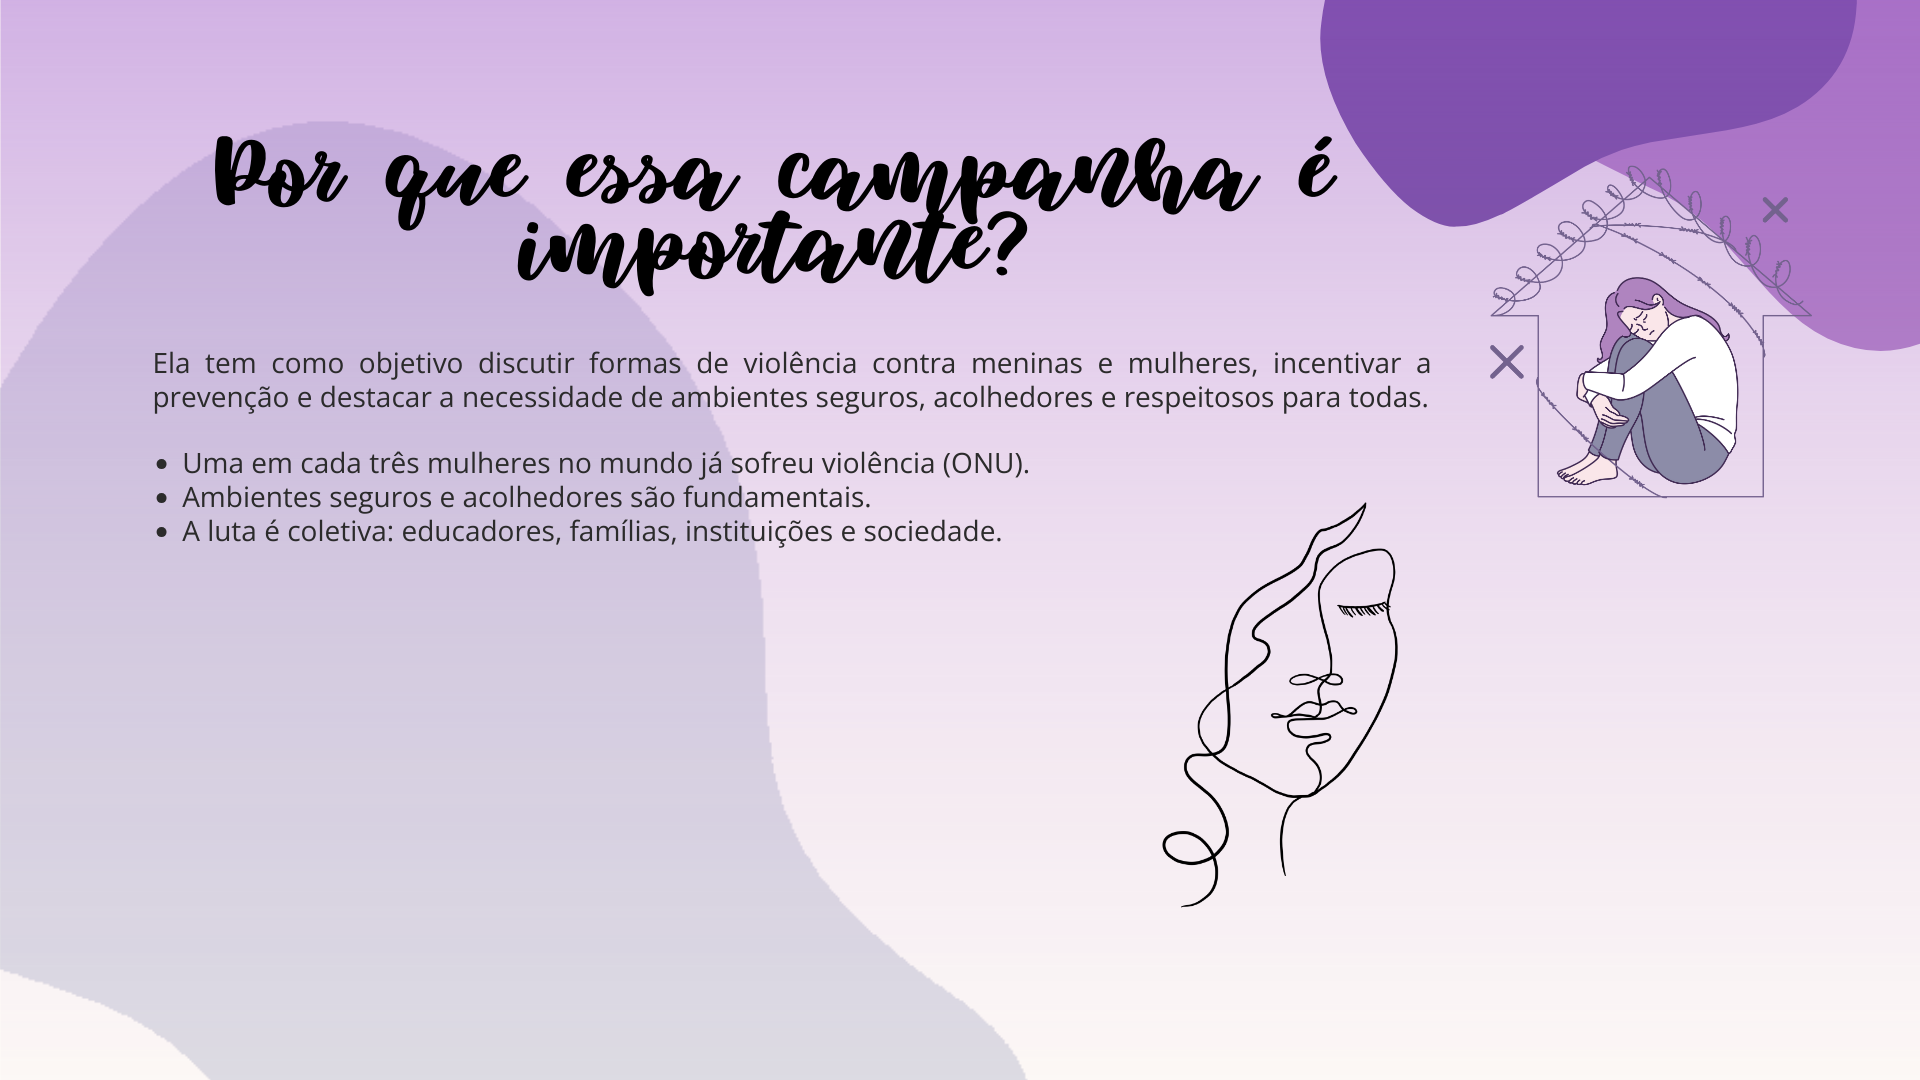 Por que essa campanha é
importante?
Ela tem como objetivo discutir formas de violência contra meninas e mulheres, incentivar a
prevenção e destacar a necessidade de ambientes seguros, acolhedores e respeitosos para todas.
• Uma em cada três mulheres no mundo já sofreu violência (ONU).
• Ambientes seguros e acolhedores são fundamentais.
• A luta é coletiva: educadores, famílias, instituições e sociedade.